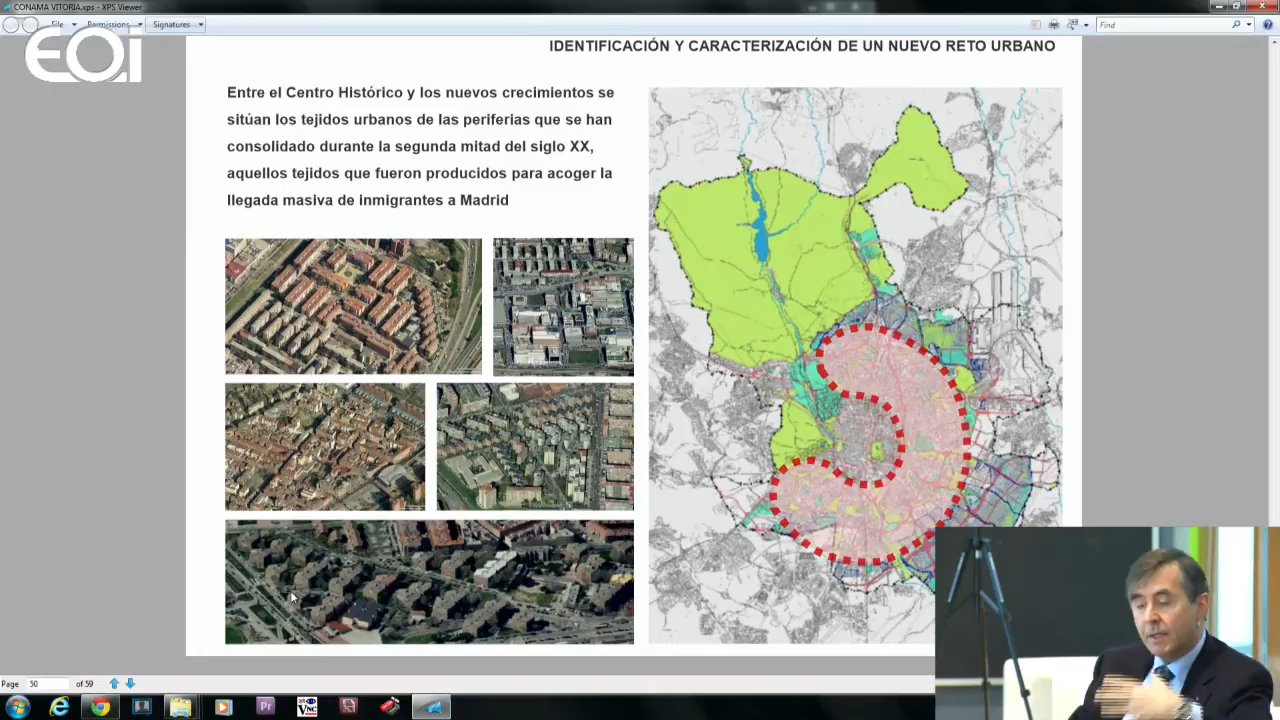 CONAMA VITORIA.xps - XPS Viewer
File Permissions Signatures
Find
EOi
IDENTIFICACIÓN Y CARACTERIZACIÓN DE UN NUEVO RETO URBANO
Entre el Centro Histórico y los nuevos crecimientos se
sitúan los tejidos urbanos de las periferias que se han
consolidado durante la segunda mitad del siglo XX,
aquellos tejidos que fueron producidos para acoger la
llegada masiva de inmigrantes a Madrid
Page 50 of 59
Pr
VNC